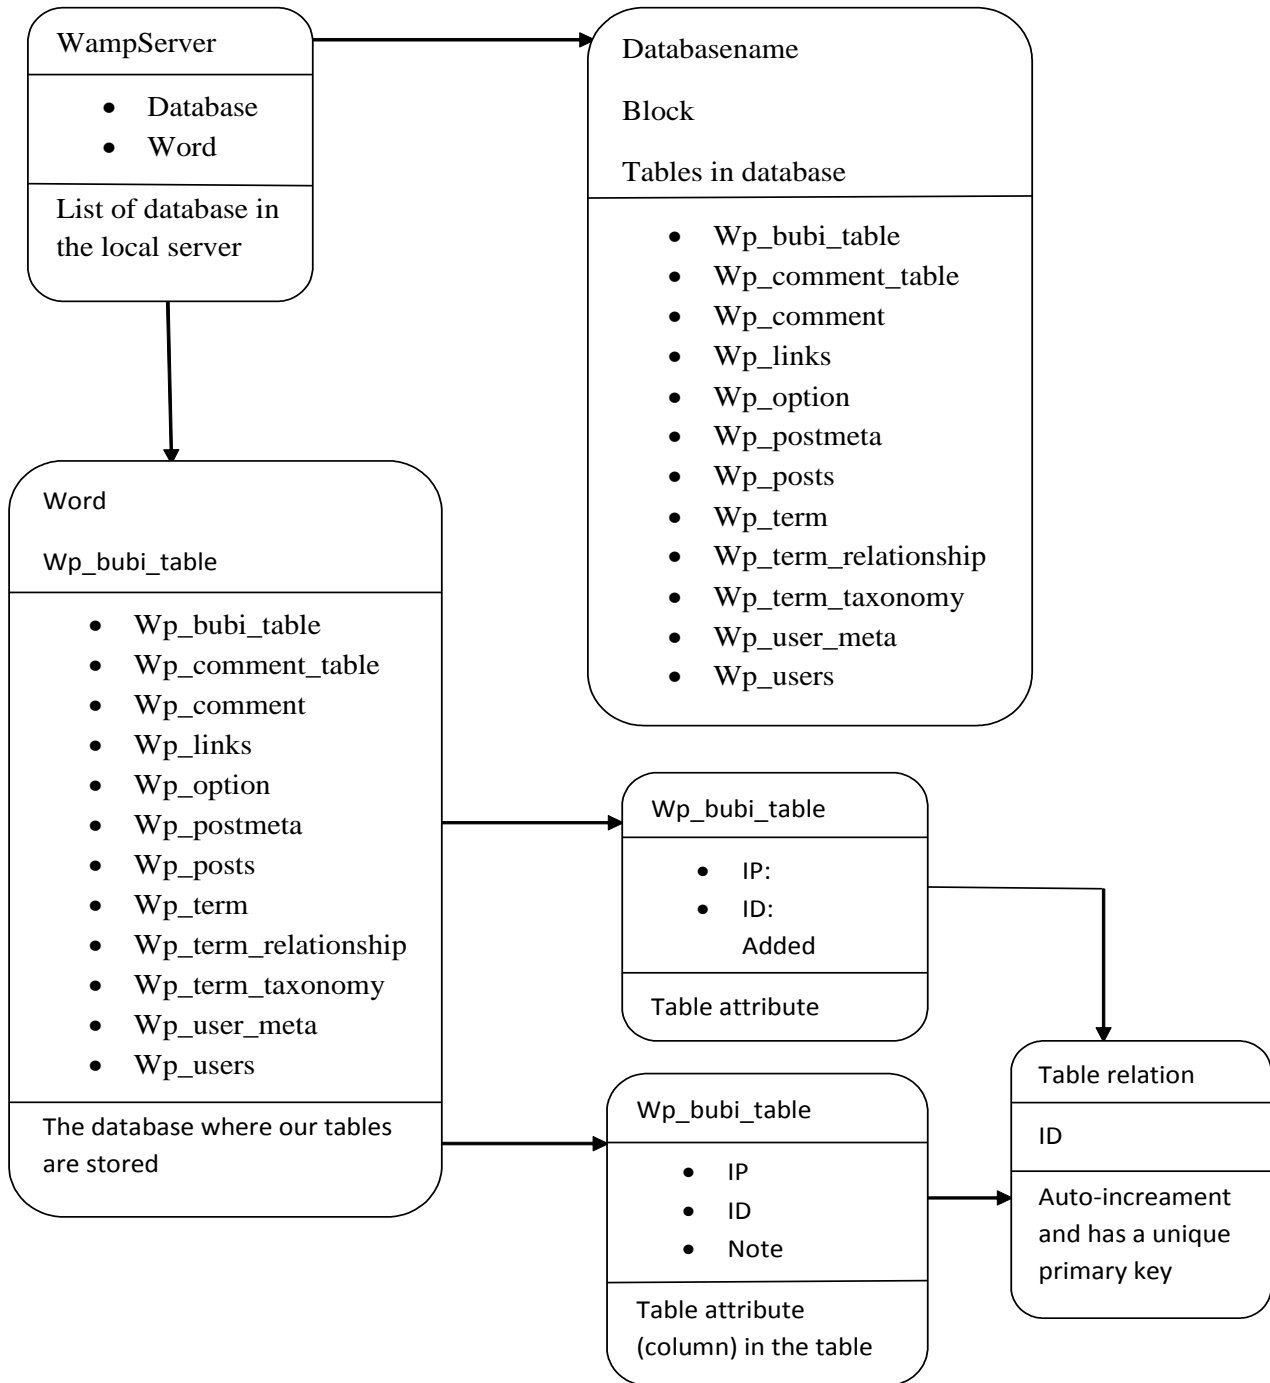 WampServer
• Database
• Word
List of database in
the local server
Databasename
Block
Tables in database
• Wp_bubi_table
• Wp_comment_table
• Wp_comment
• Wp_links
• Wp_option
• Wp_postmeta
• Wp_posts
• Wp_term
• Wp_term_relationship
• Wp_term_taxonomy
• Wp_user_meta
• Wp_users
Word
Wp_bubi_table
• Wp_bubi_table
• Wp_comment_table
• Wp_comment
• Wp_links
• Wp_option
• Wp_postmeta
• Wp_posts
• Wp_term
• Wp_term_relationship
• Wp_term_taxonomy
• Wp_user_meta
• Wp_users
The database where our tables
are stored
Wp_bubi_table
• IP:
• ID:
Added
Table attribute
Wp_bubi_table
• IP
• ID
• Note
Table attribute
(column) in the table
Table relation
ID
Auto-increament
and has a unique
primary key